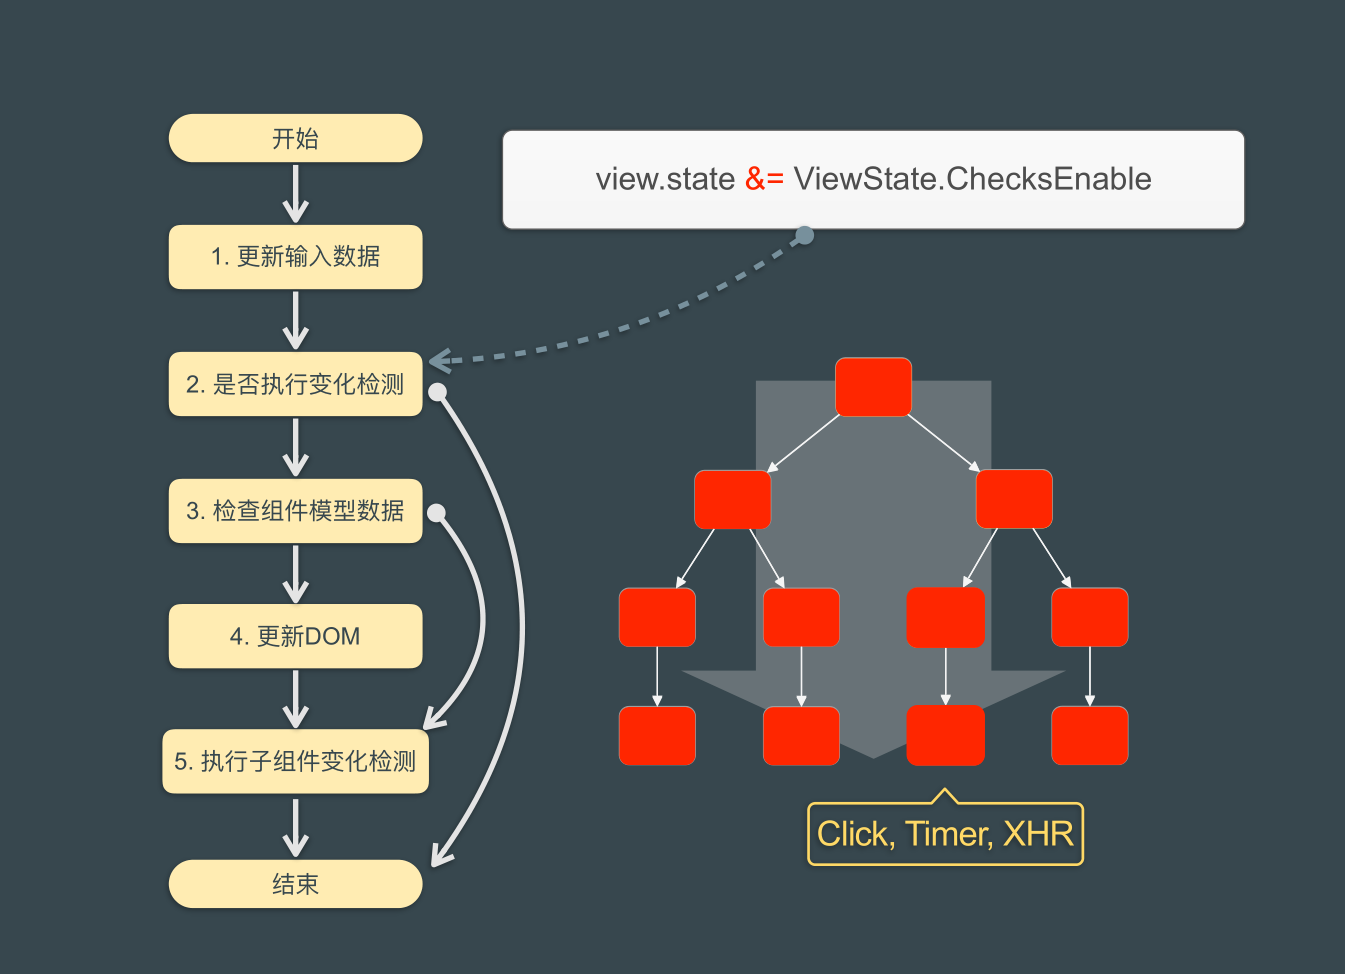 开始
1. 更新输入数据
2. 是否执行变化检测
3. 检查组件模型数据
4. 更新DOM
5. 执行子组件变化检测
结束
view.state &= ViewState.ChecksEnable
Click, Timer, XHR